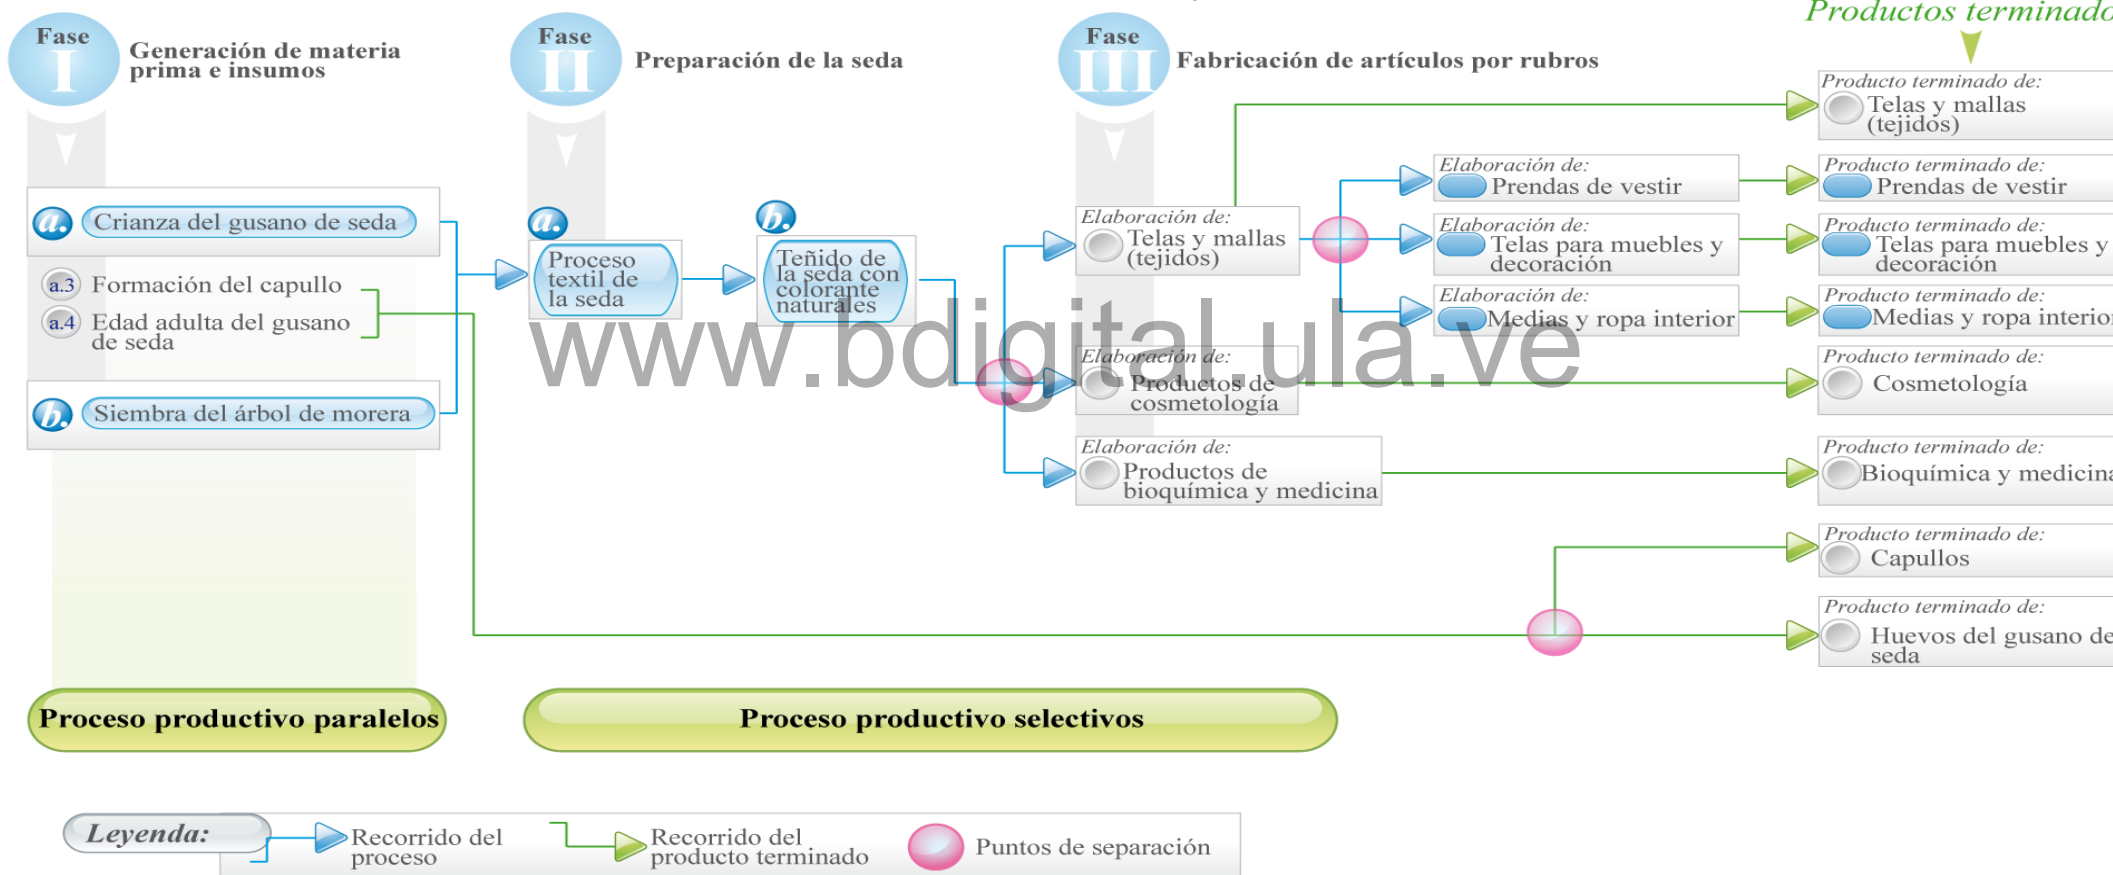 Fase
I
Generación de materia
prima e insumos
Fase
II
Preparación de la seda
Fase
III
Fabricación de artículos por rubros
Productos terminado
a.
Crianza del gusano de seda
a.3 Formación del capullo
a.4 Edad adulta del gusano
de seda
b.
Siembra del árbol de morera
a.
Proceso
textil de
la seda
b.
Teñido de
la seda con
colorante
naturales
Elaboración de:
Telas y mallas
(tejidos)
Elaboración de:
Productos de
cosmetología
Elaboración de:
Productos de
bioquímica y medicina
Elaboración de:
Prendas de vestir
Elaboración de:
Telas para muebles y
decoración
Elaboración de:
Medias y ropa interior
Producto terminado de:
Telas y mallas
(tejidos)
Producto terminado de:
Prendas de vestir
Producto terminado de:
Telas para muebles y
decoración
Producto terminado de:
Medias y ropa interior
Producto terminado de:
Cosmetología
Producto terminado de:
Bioquímica y medicina
Producto terminado de:
Capullos
Producto terminado de:
Huevos del gusano de
seda
www.bdigital.ula.ve
Proceso productivo paralelos
Proceso productivo selectivos
Leyenda:
Recorrido del
proceso
Recorrido del
producto terminado
Puntos de separación